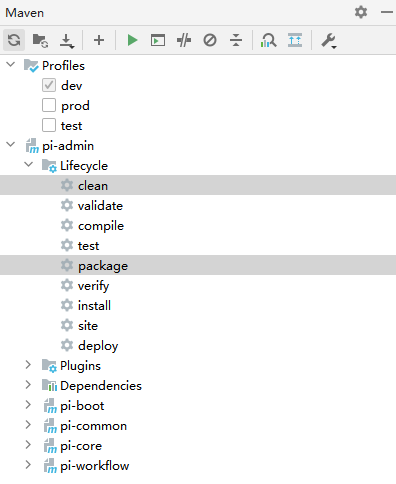 Maven
Profiles
dev
prod
test
pi-admin
Lifecycle
clean
validate
compile
test
package
verify
install
site
deploy
Plugins
Dependencies
pi-boot
pi-common
pi-core
pi-workflow